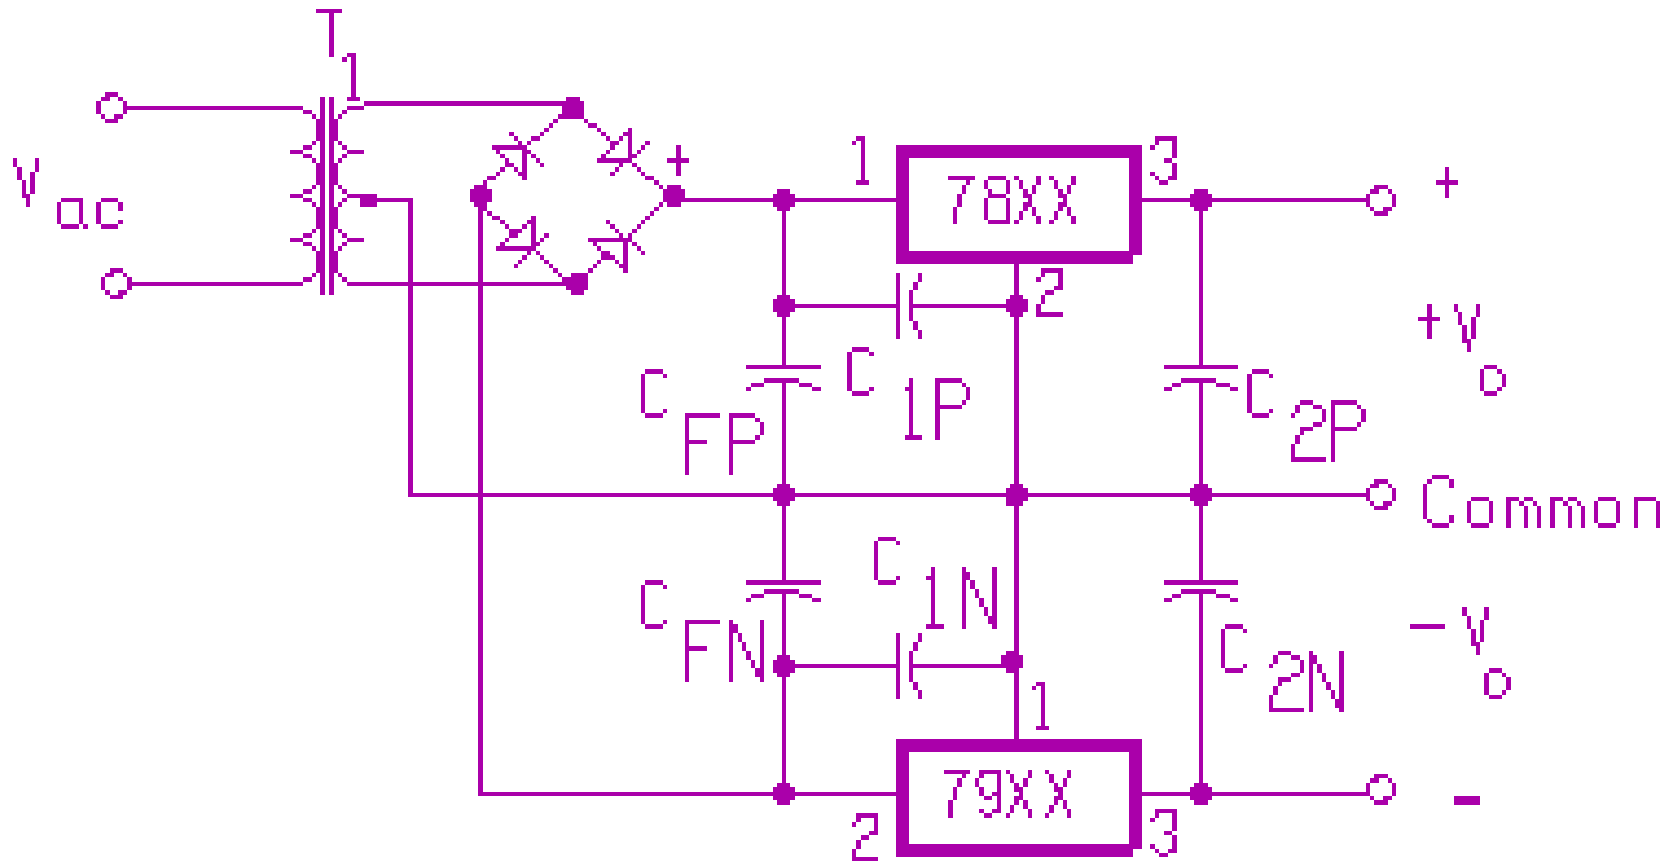 T1
Vac
+
1
78XX
3
+
2
+Vo
CFP
C1P
C2P
Common
C1N
CFN
C2N
-Vo
1
79XX
2
3
-